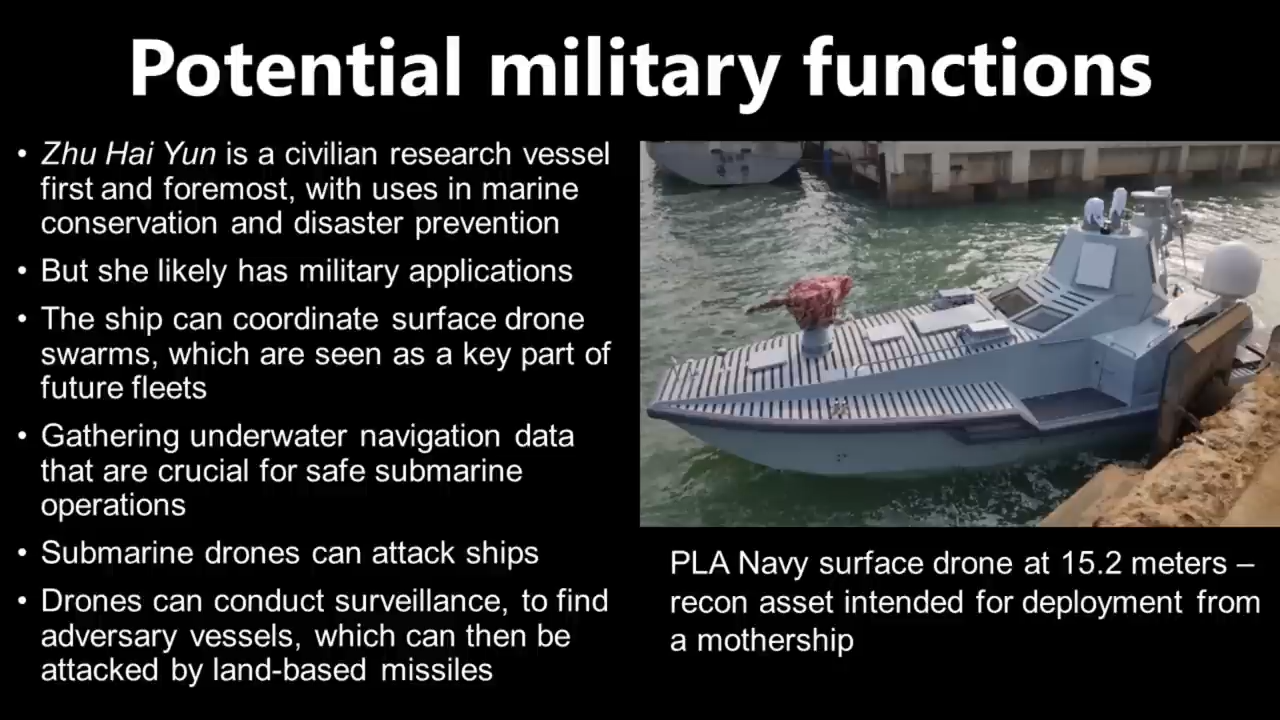 Potential military functions
• Zhu Hai Yun is a civilian research vessel
first and foremost, with uses in marine
conservation and disaster prevention
• But she likely has military applications
• The ship can coordinate surface drone
swarms, which are seen as a key part of
future fleets
• Gathering underwater navigation data
that are crucial for safe submarine
operations
• Submarine drones can attack ships
• Drones can conduct surveillance, to find
adversary vessels, which can then be
attacked by land-based missiles
PLA Navy surface drone at 15.2 meters –
recon asset intended for deployment from
a mothership